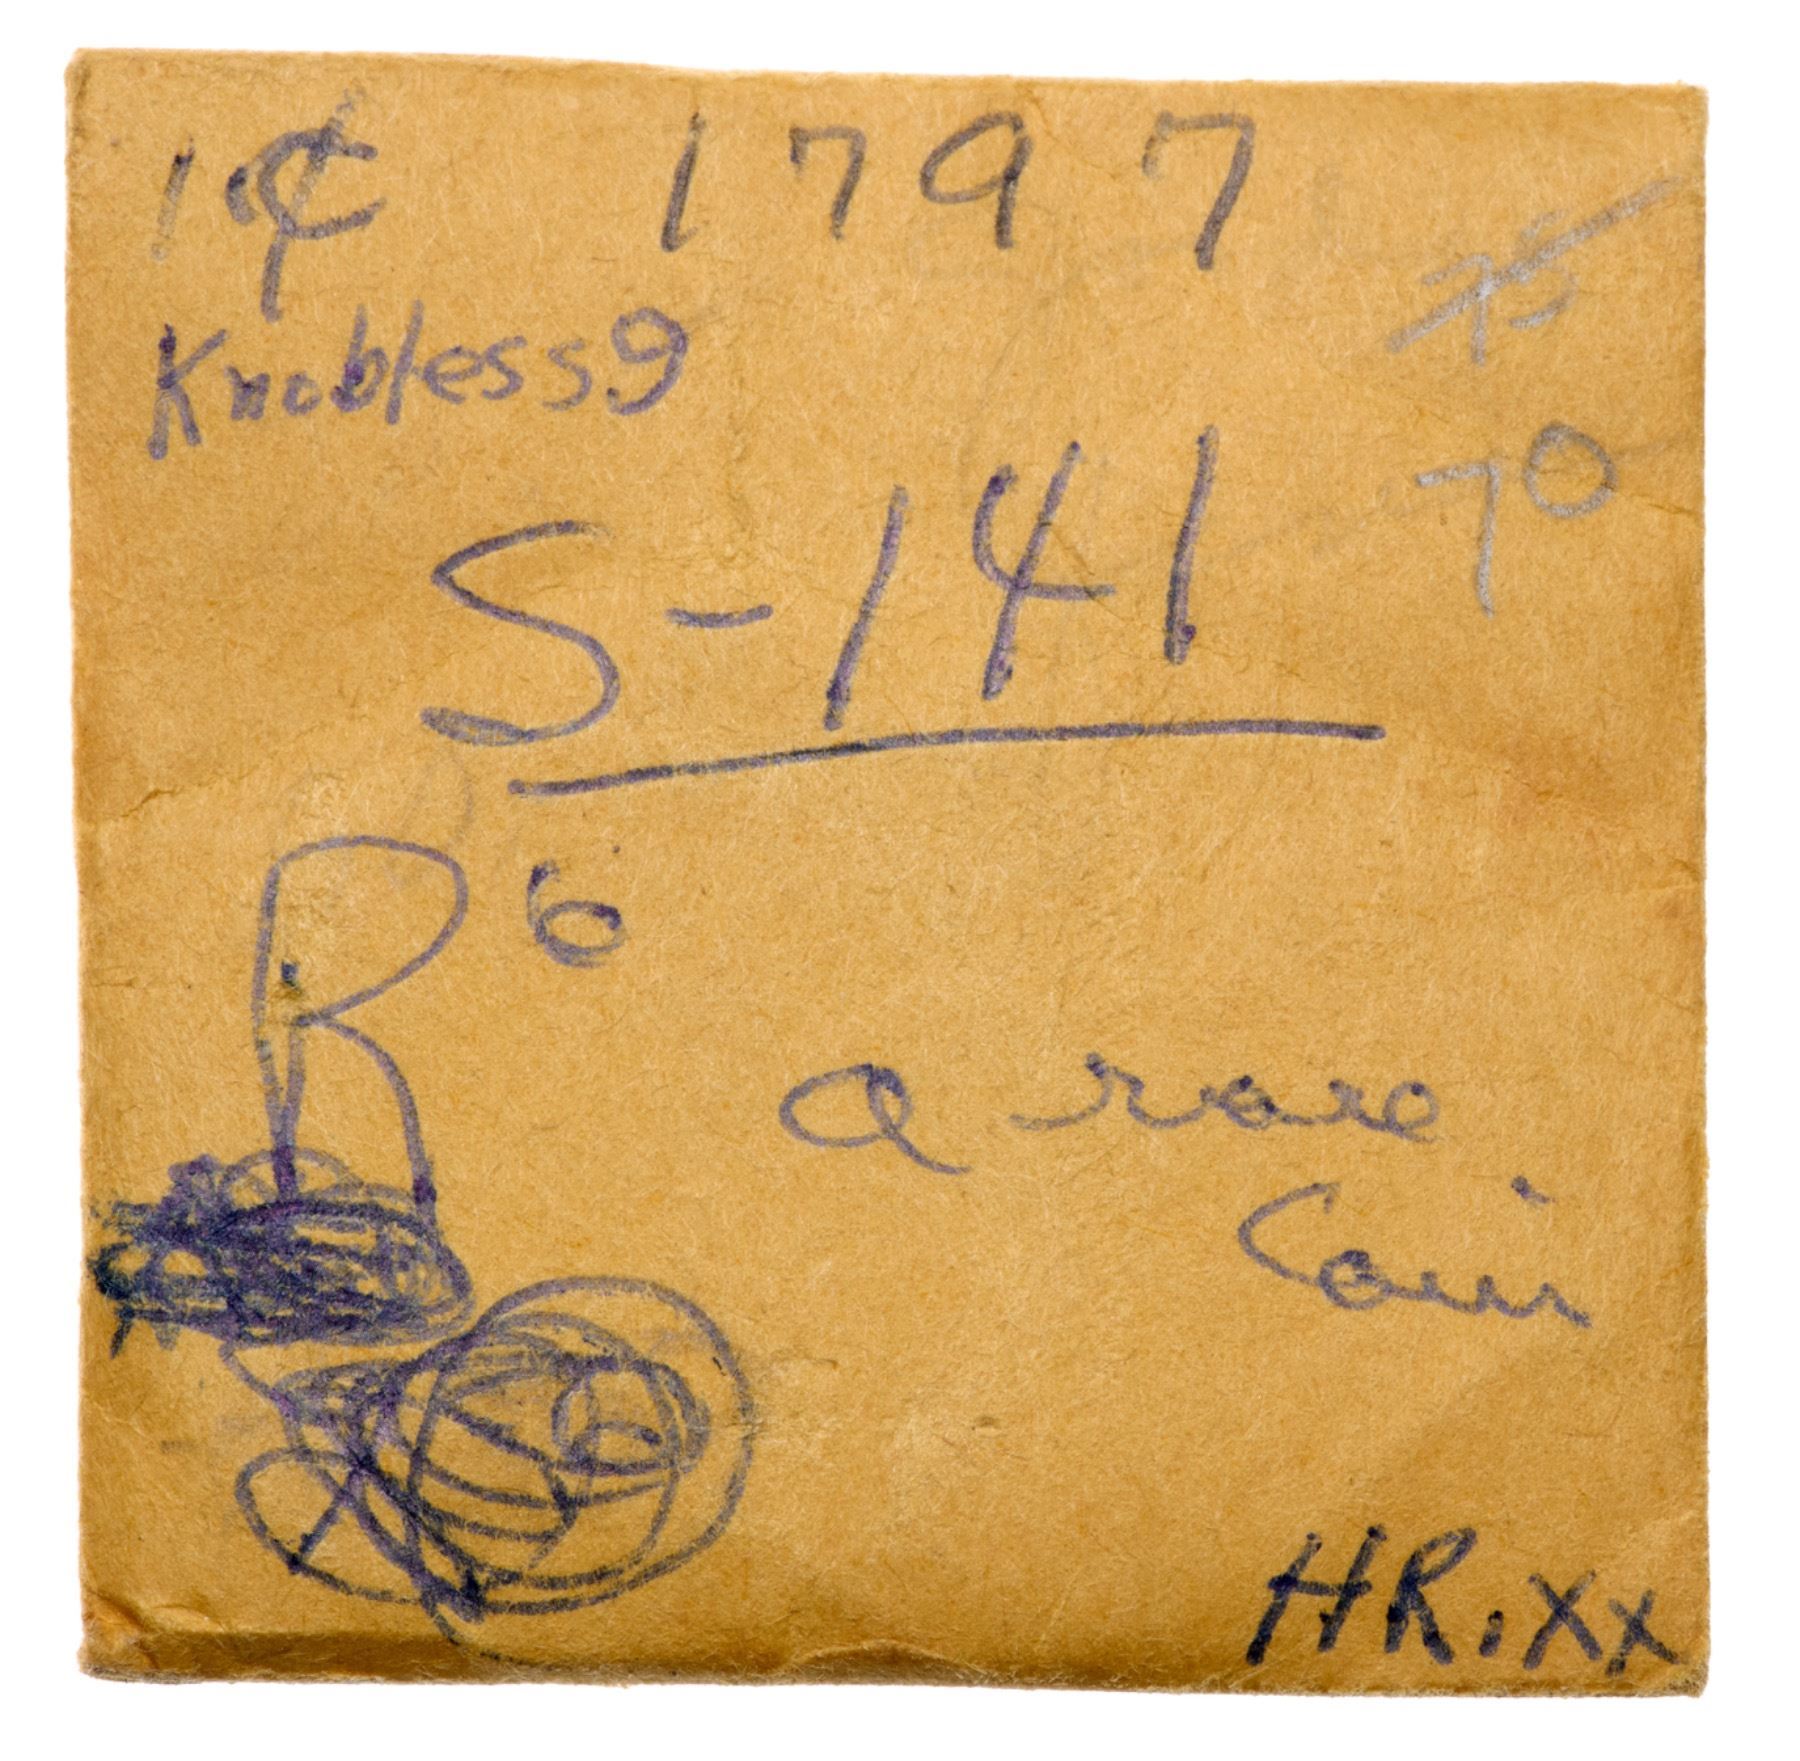 1¢ 1797
75
Knobless 9
70
S-141
R6
a rare
Coin
HR.XX